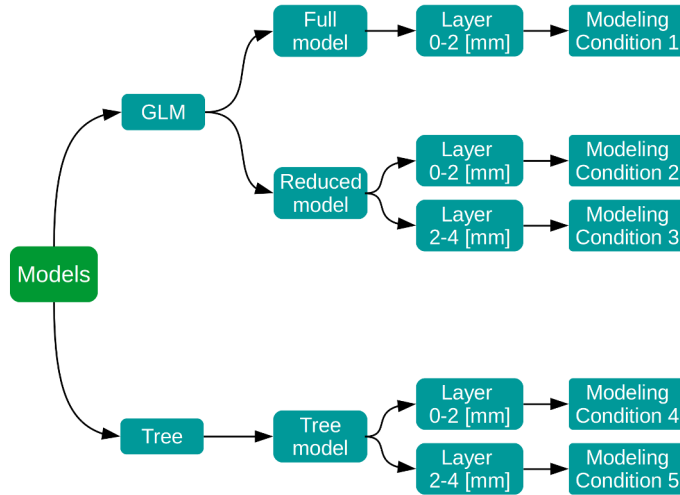 Full
model
Layer
0-2 [mm]
Modeling
Condition 1
GLM
Reduced
model
Layer
0-2 [mm]
Modeling
Condition 2
Layer
2-4 [mm]
Modeling
Condition 3
Models
Tree
Tree
model
Layer
0-2 [mm]
Modeling
Condition 4
Layer
2-4 [mm]
Modeling
Condition 5